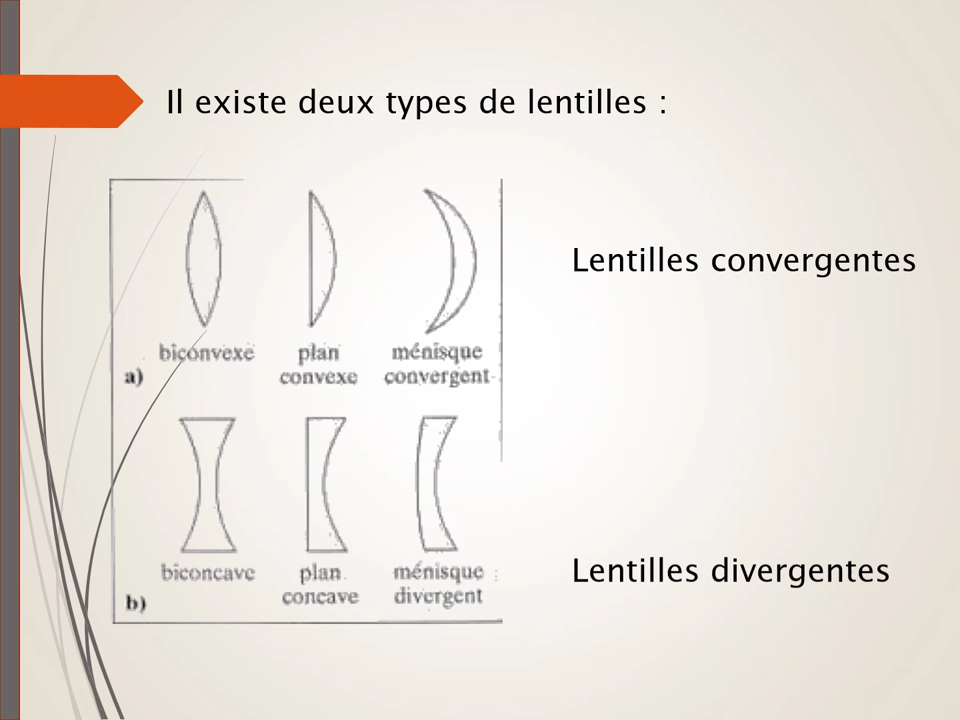 Il existe deux types de lentilles :
Lentilles convergentes
biconvexe
plan
convexe
ménisque
convergent
a)
biconcave
plan
concave
ménisque
divergent
b)
Lentilles divergentes